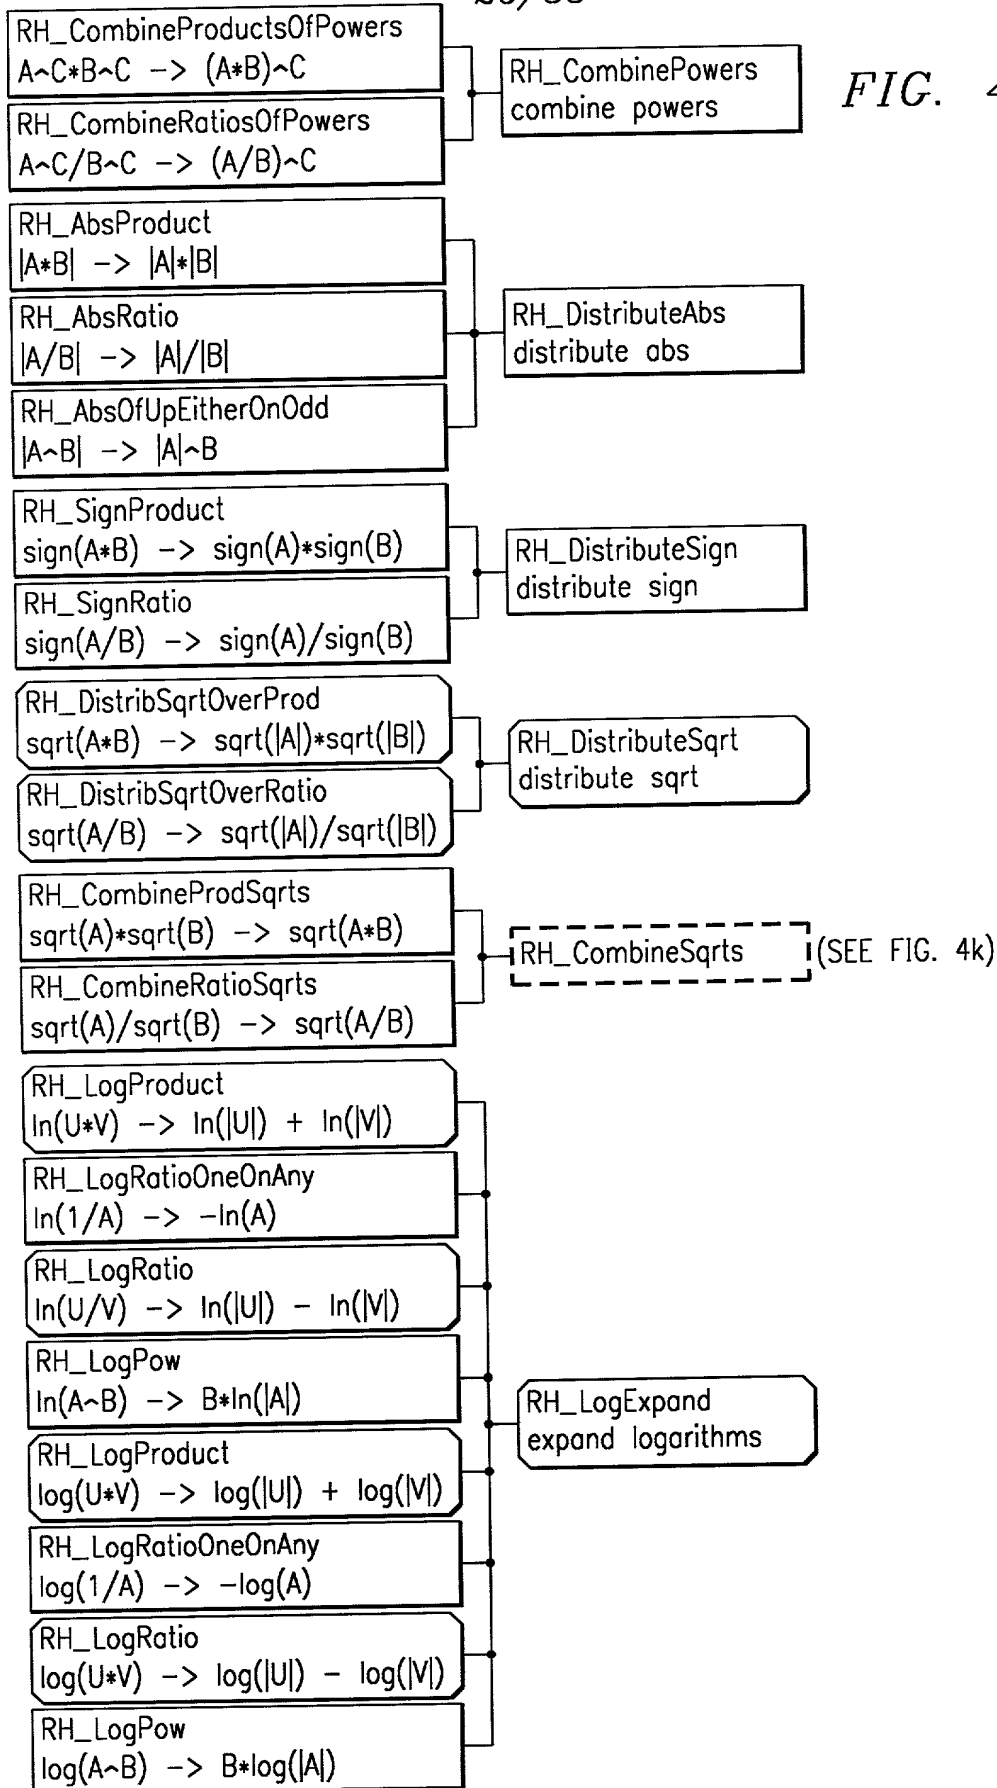 RH_CombineProductsOfPowers
A^C*B^C -> (A*B)^C
RH_CombineRatiosOfPowers
A^C/B^C -> (A/B)^C
RH_CombinePowers
combine powers
FIG. 4
RH_AbsProduct
|A*B| -> |A|*|B|
RH_AbsRatio
|A/B| -> |A|/|B|
RH_AbsOfUpEitherOnOdd
|A^B| -> |A|^B
RH_DistributeAbs
distribute abs
RH_SignProduct
sign(A*B) -> sign(A)*sign(B)
RH_SignRatio
sign(A/B) -> sign(A)/sign(B)
RH_DistributeSign
distribute sign
RH_DistribSqrtOverProd
sqrt(A*B) -> sqrt(|A|)*sqrt(|B|)
RH_DistribSqrtOverRatio
sqrt(A/B) -> sqrt(|A|)/sqrt(|B|)
RH_DistributeSqrt
distribute sqrt
RH_CombineProdSqrts
sqrt(A)*sqrt(B) -> sqrt(A*B)
RH_CombineRatioSqrts
sqrt(A)/sqrt(B) -> sqrt(A/B)
RH_CombineSqrts (SEE FIG. 4k)
RH_LogProduct
ln(U*V) -> ln(|U|) + ln(|V|)
RH_LogRatioOneOnAny
ln(1/A) -> -ln(A)
RH_LogRatio
ln(U/V) -> ln(|U|) - ln(|V|)
RH_LogPow
ln(A^B) -> B*ln(|A|)
RH_LogProduct
log(U*V) -> log(|U|) + log(|V|)
RH_LogRatioOneOnAny
log(1/A) -> -log(A)
RH_LogRatio
log(U*V) -> log(|U|) - log(|V|)
RH_LogPow
log(A^B) -> B*log(|A|)
RH_LogExpand
expand logarithms